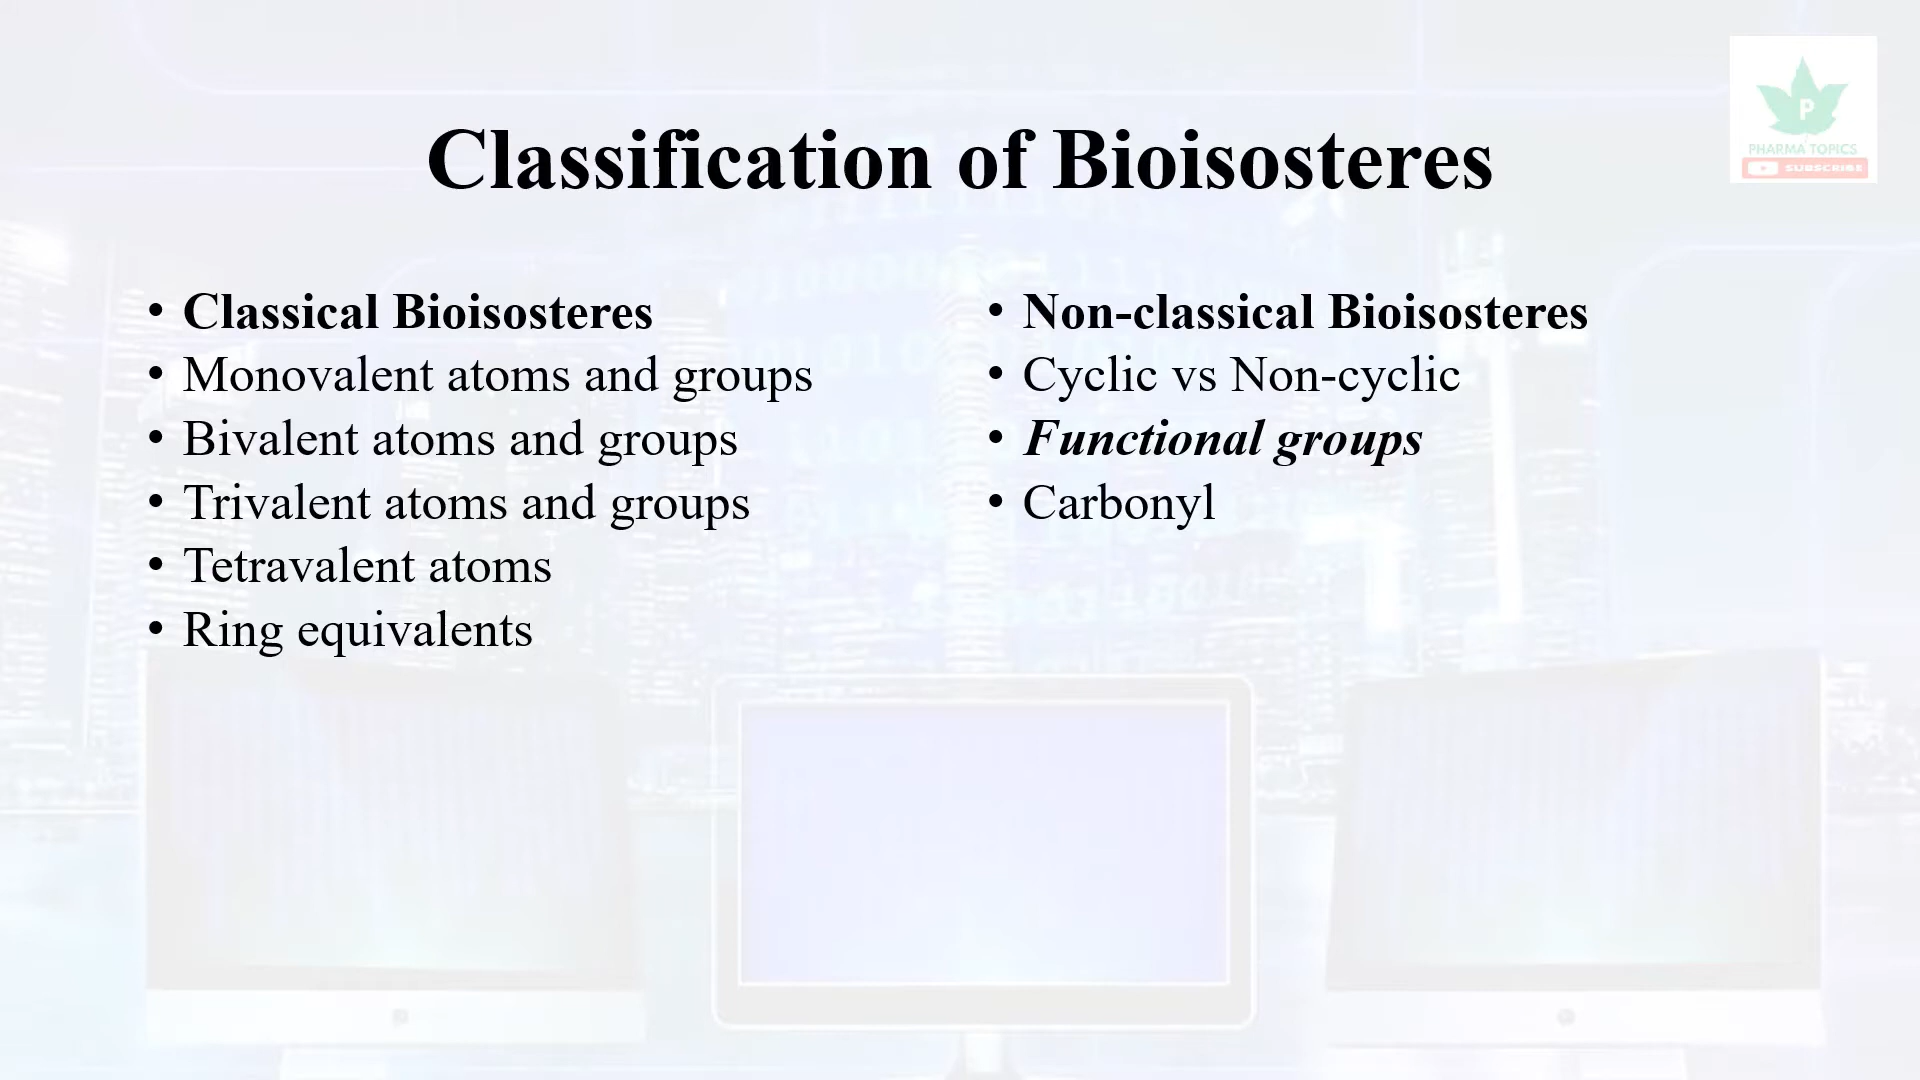 Classification of Bioisosteres
P
PHARMA TOPICS
SUBSCRIBE
• Classical Bioisosteres
• Monovalent atoms and groups
• Bivalent atoms and groups
• Trivalent atoms and groups
• Tetravalent atoms
• Ring equivalents
• Non-classical Bioisosteres
• Cyclic vs Non-cyclic
• Functional groups
• Carbonyl